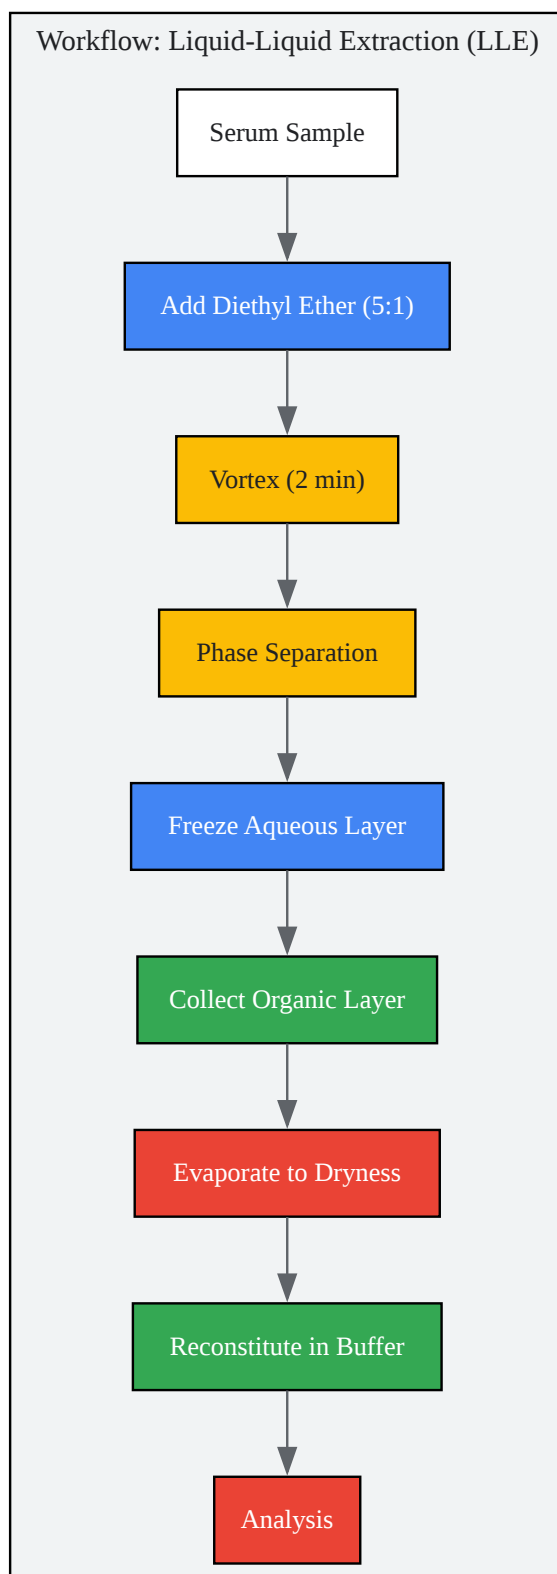 Workflow: Liquid-Liquid Extraction (LLE)
Serum Sample
Add Diethyl Ether (5:1)
Vortex (2 min)
Phase Separation
Freeze Aqueous Layer
Collect Organic Layer
Evaporate to Dryness
Reconstitute in Buffer
Analysis